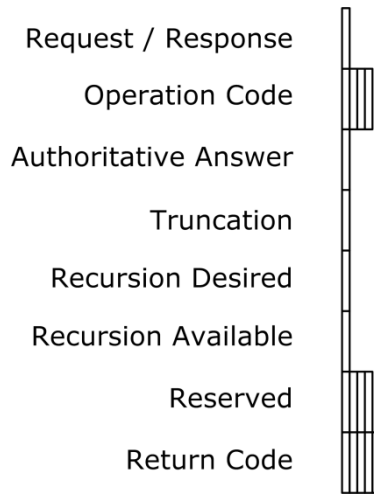 Request / Response
Operation Code
Authoritative Answer
Truncation
Recursion Desired
Recursion Available
Reserved
Return Code